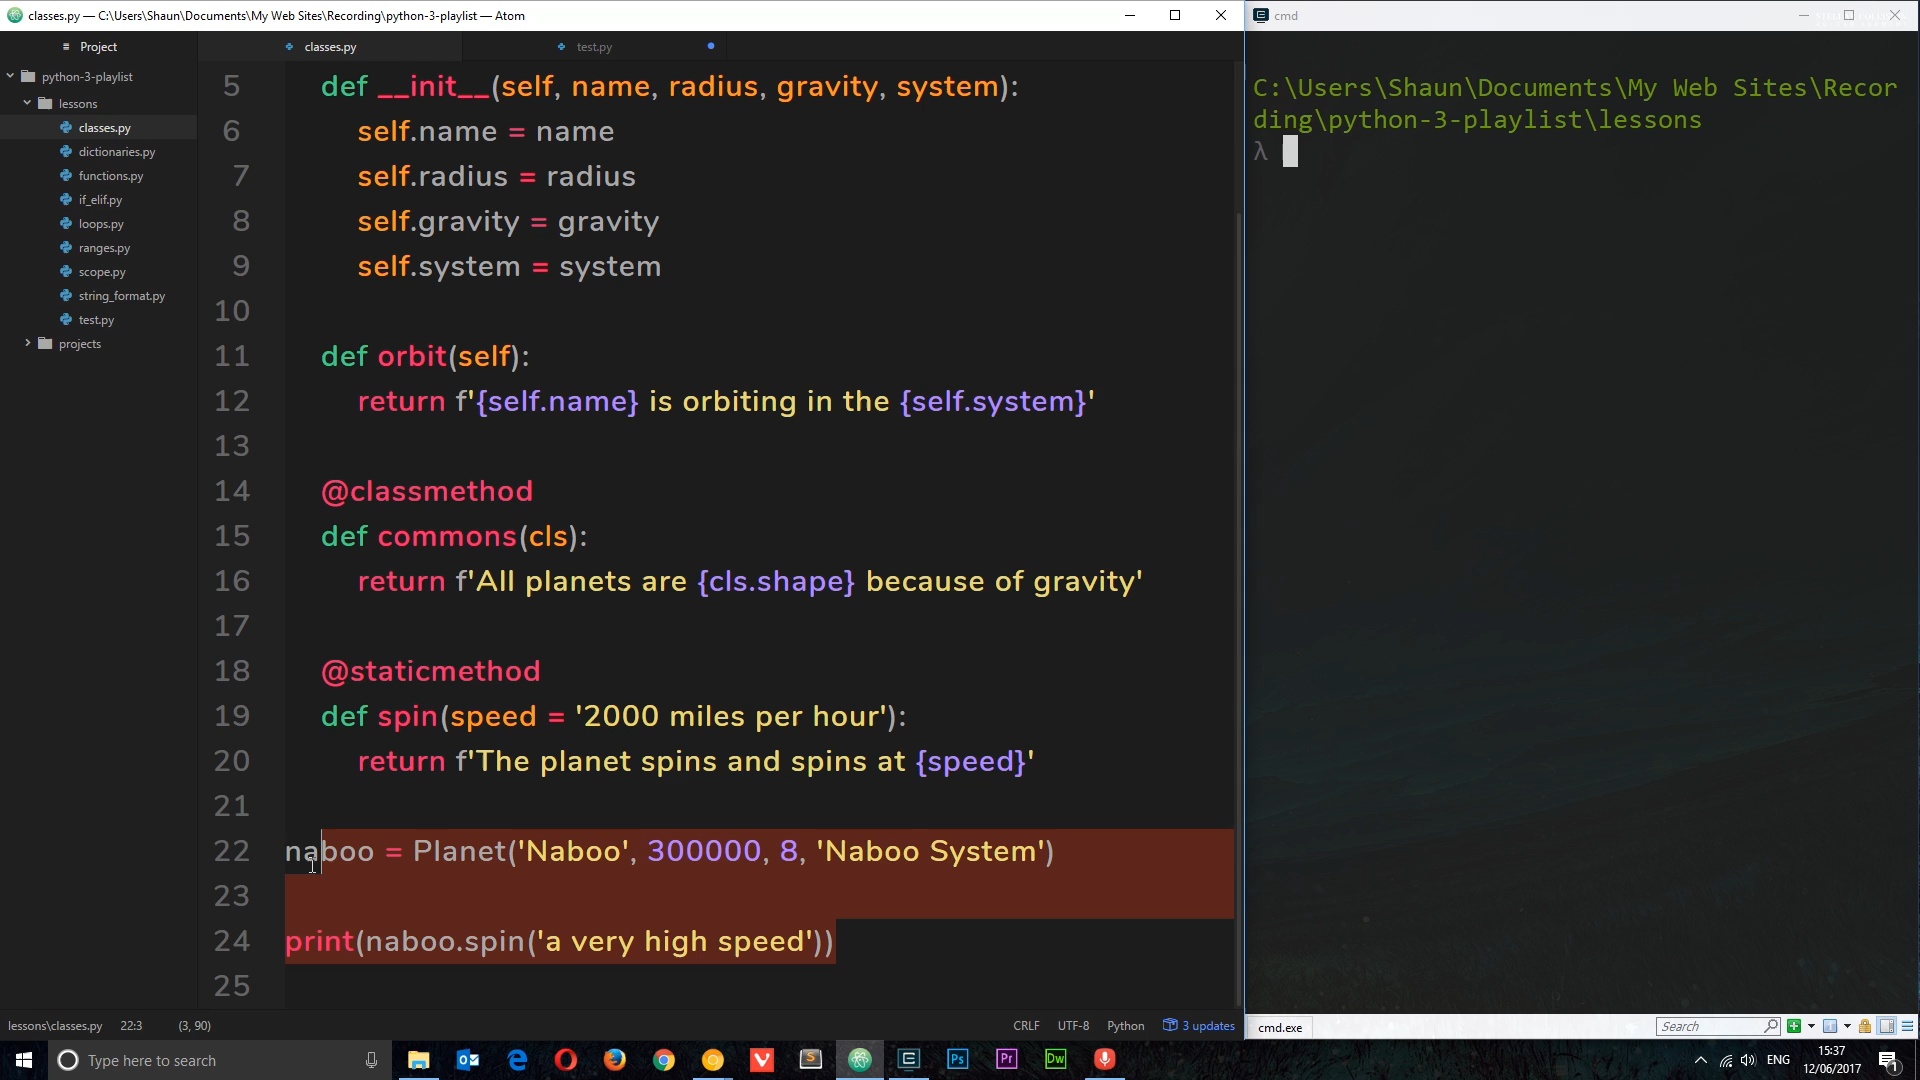 classes.py — C:\Users\Shaun\Documents\My Web Sites\Recording\python-3-playlist — Atom
cmd
Project
classes.py
test.py
python-3-playlist
lessons
classes.py
dictionaries.py
functions.py
if_elif.py
loops.py
ranges.py
scope.py
string_format.py
test.py
projects
5 def __init__(self, name, radius, gravity, system):
6 self.name = name
7 self.radius = radius
8 self.gravity = gravity
9 self.system = system
10
11 def orbit(self):
12 return f'{self.name} is orbiting in the {self.system}'
13
14 @classmethod
15 def commons(cls):
16 return f'All planets are {cls.shape} because of gravity'
17
18 @staticmethod
19 def spin(speed = '2000 miles per hour'):
20 return f'The planet spins and spins at {speed}'
21
22 naboo = Planet('Naboo', 300000, 8, 'Naboo System')
23
24 print(naboo.spin('a very high speed'))
25
C:\Users\Shaun\Documents\My Web Sites\Recor
ding\python-3-playlist\lessons
λ
lessons\classes.py 22:3 (3, 90)
CRLF UTF-8 Python 3 updates
cmd.exe
Search
Type here to search
Ps
Pr
Dw
ENG
15:37
12/06/2017
1